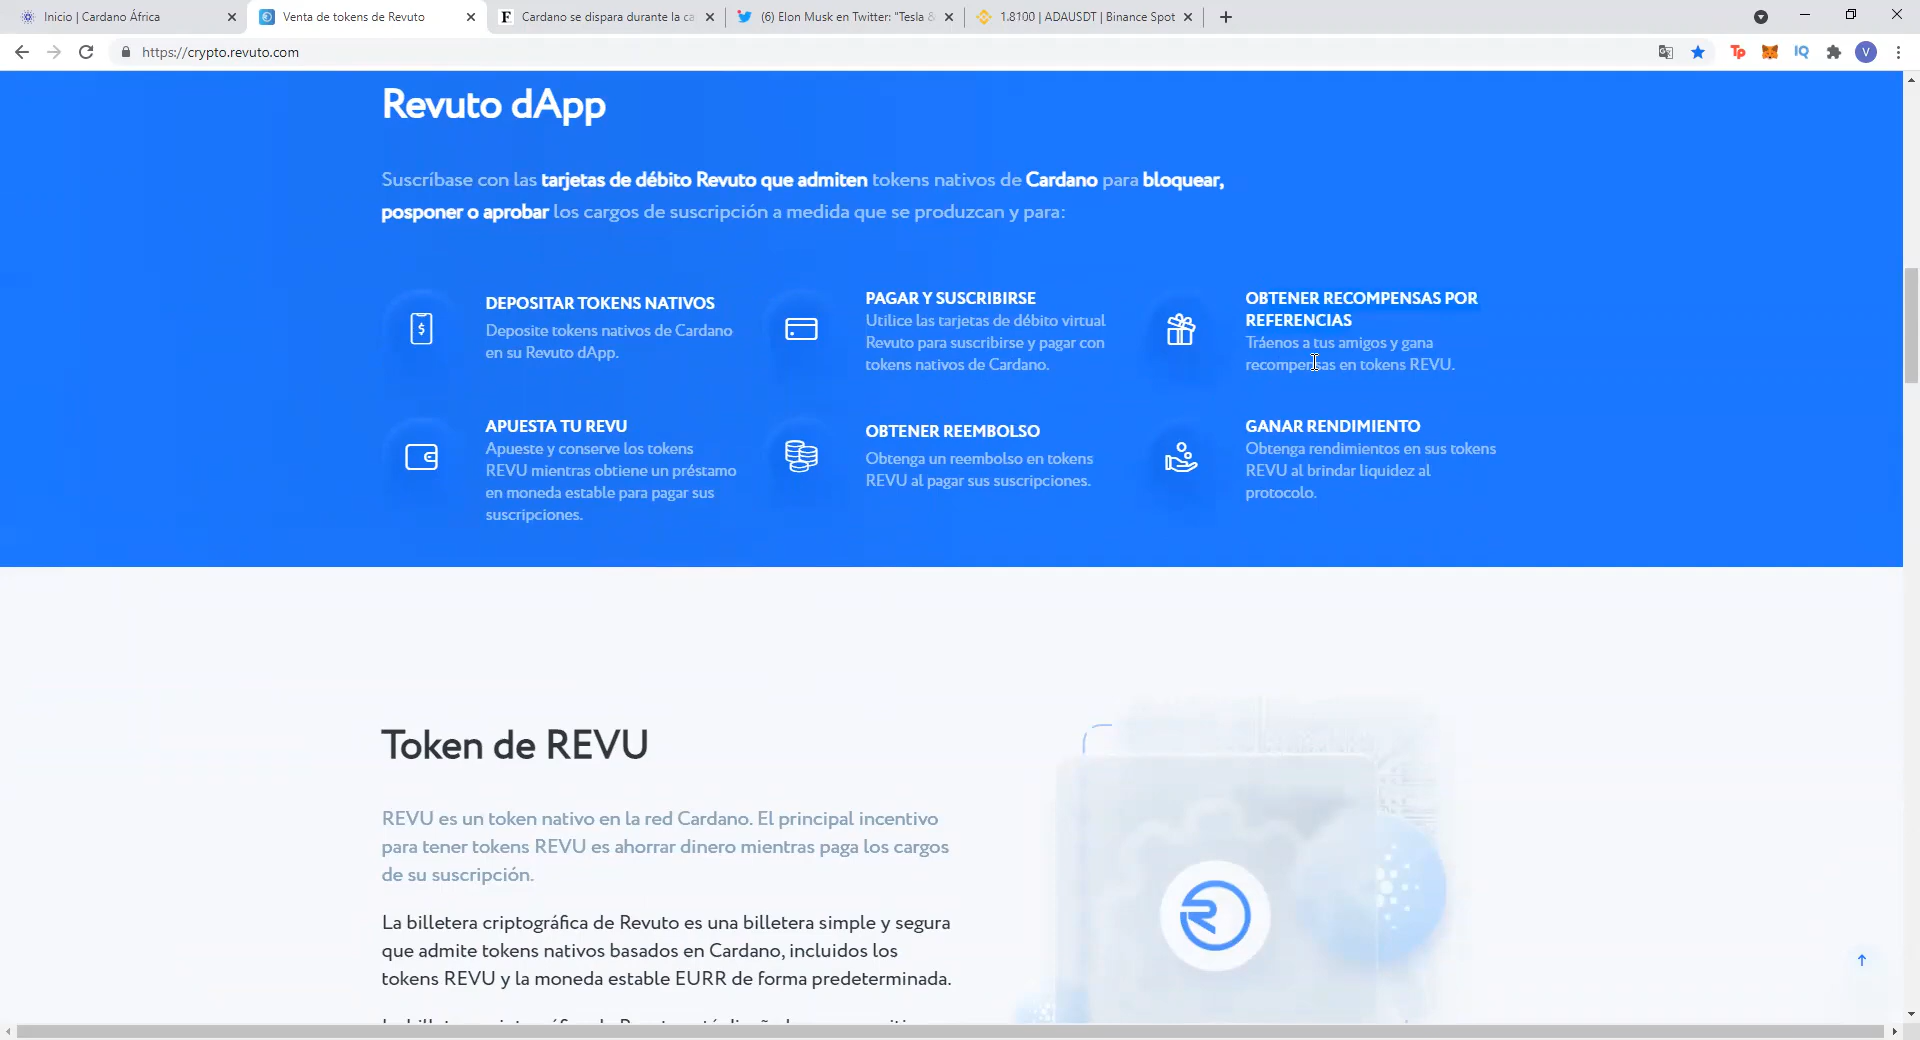 Inicio | Cardano África
Venta de tokens de Revuto
F
Cardano se dispara durante la ca
(6) Elon Musk en Twitter: "Tesla &
1.8100 | ADAUSDT | Binance Spot
https://crypto.revuto.com
Tp
IQ
V
Revuto dApp
Suscríbase con las tarjetas de débito Revuto que admiten tokens nativos de Cardano para bloquear,
posponer o aprobar los cargos de suscripción a medida que se produzcan y para:
DEPOSITAR TOKENS NATIVOS
Deposite tokens nativos de Cardano
en su Revuto dApp.
PAGAR Y SUSCRIBIRSE
Utilice las tarjetas de débito virtual
Revuto para suscribirse y pagar con
tokens nativos de Cardano.
OBTENER RECOMPENSAS POR
REFERENCIAS
Tráenos a tus amigos y gana
recompensas en tokens REVU.
APUESTA TU REVU
Apueste y conserve los tokens
REVU mientras obtiene un préstamo
en moneda estable para pagar sus
suscripciones.
OBTENER REEMBOLSO
Obtenga un reembolso en tokens
REVU al pagar sus suscripciones.
GANAR RENDIMIENTO
Obtenga rendimientos en sus tokens
REVU al brindar liquidez al
protocolo.
Token de REVU
REVU es un token nativo en la red Cardano. El principal incentivo
para tener tokens REVU es ahorrar dinero mientras paga los cargos
de su suscripción.
La billetera criptográfica de Revuto es una billetera simple y segura
que admite tokens nativos basados en Cardano, incluidos los
tokens REVU y la moneda estable EURR de forma predeterminada.